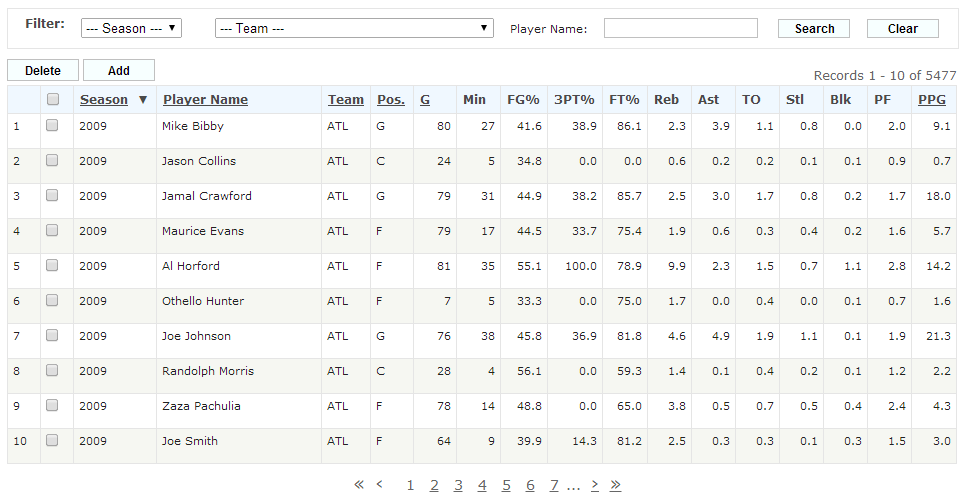 Filter: --- Season --- --- Team --- Player Name: Search Clear
Delete Add Records 1 - 10 of 5477
Season ▼ Player Name Team Pos. G Min FG% 3PT% FT% Reb Ast TO Stl Blk PF PPG
1 2009 Mike Bibby ATL G 80 27 41.6 38.9 86.1 2.3 3.9 1.1 0.8 0.0 2.0 9.1
2 2009 Jason Collins ATL C 24 5 34.8 0.0 0.0 0.6 0.2 0.2 0.1 0.1 0.9 0.7
3 2009 Jamal Crawford ATL G 79 31 44.9 38.2 85.7 2.5 3.0 1.7 0.8 0.2 1.7 18.0
4 2009 Maurice Evans ATL F 79 17 44.5 33.7 75.4 1.9 0.6 0.3 0.4 0.2 1.6 5.7
5 2009 Al Horford ATL F 81 35 55.1 100.0 78.9 9.9 2.3 1.5 0.7 1.1 2.8 14.2
6 2009 Othello Hunter ATL F 7 5 33.3 0.0 75.0 1.7 0.0 0.4 0.0 0.1 0.7 1.6
7 2009 Joe Johnson ATL G 76 38 45.8 36.9 81.8 4.6 4.9 1.9 1.1 0.1 1.9 21.3
8 2009 Randolph Morris ATL C 28 4 56.1 0.0 59.3 1.4 0.1 0.4 0.2 0.1 1.2 2.2
9 2009 Zaza Pachulia ATL F 78 14 48.8 0.0 65.0 3.8 0.5 0.7 0.5 0.4 2.4 4.3
10 2009 Joe Smith ATL F 64 9 39.9 14.3 81.2 2.5 0.3 0.3 0.1 0.3 1.5 3.0
« ‹ 1 2 3 4 5 6 7 ... › »